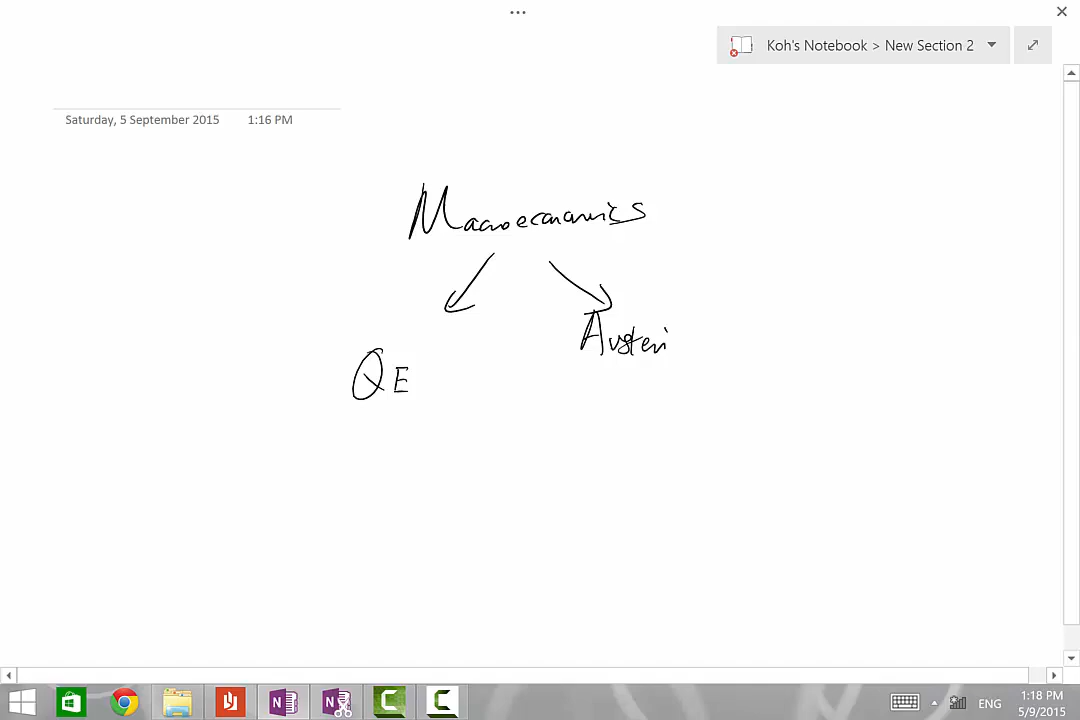 Koh's Notebook > New Section 2
Saturday, 5 September 2015 1:16 PM
Macroeconomics
QE
Austeri
ENG
1:18 PM
5/9/2015